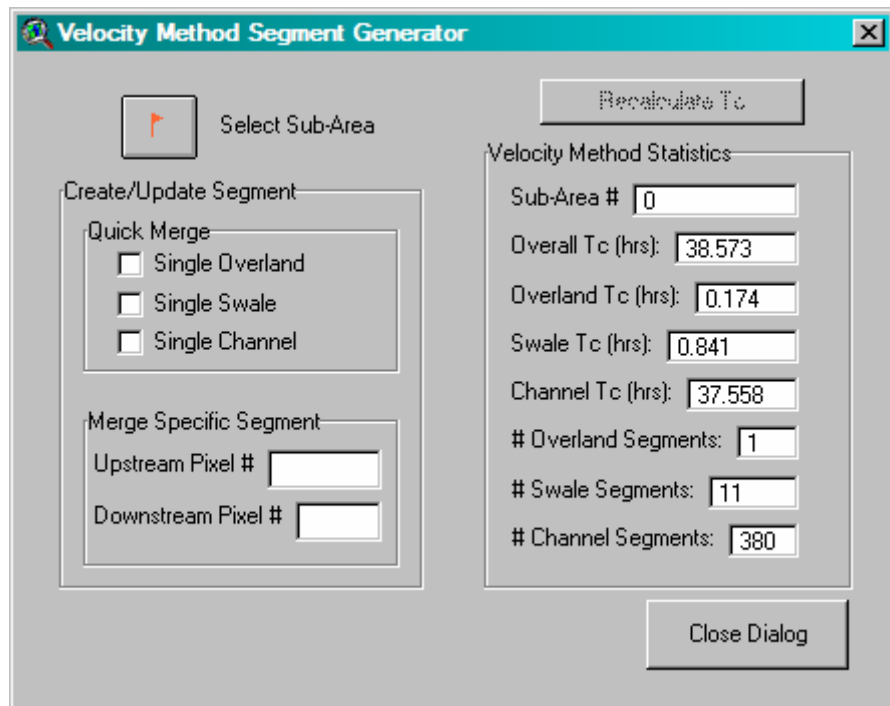 Velocity Method Segment Generator
Select Sub-Area
Create/Update Segment
Quick Merge
Single Overland
Single Swale
Single Channel
Merge Specific Segment
Upstream Pixel #
Downstream Pixel #
Recalculate Tc
Velocity Method Statistics
Sub-Area # 0
Overall Tc (hrs): 38.573
Overland Tc (hrs): 0.174
Swale Tc (hrs): 0.841
Channel Tc (hrs): 37.558
# Overland Segments: 1
# Swale Segments: 11
# Channel Segments: 380
Close Dialog